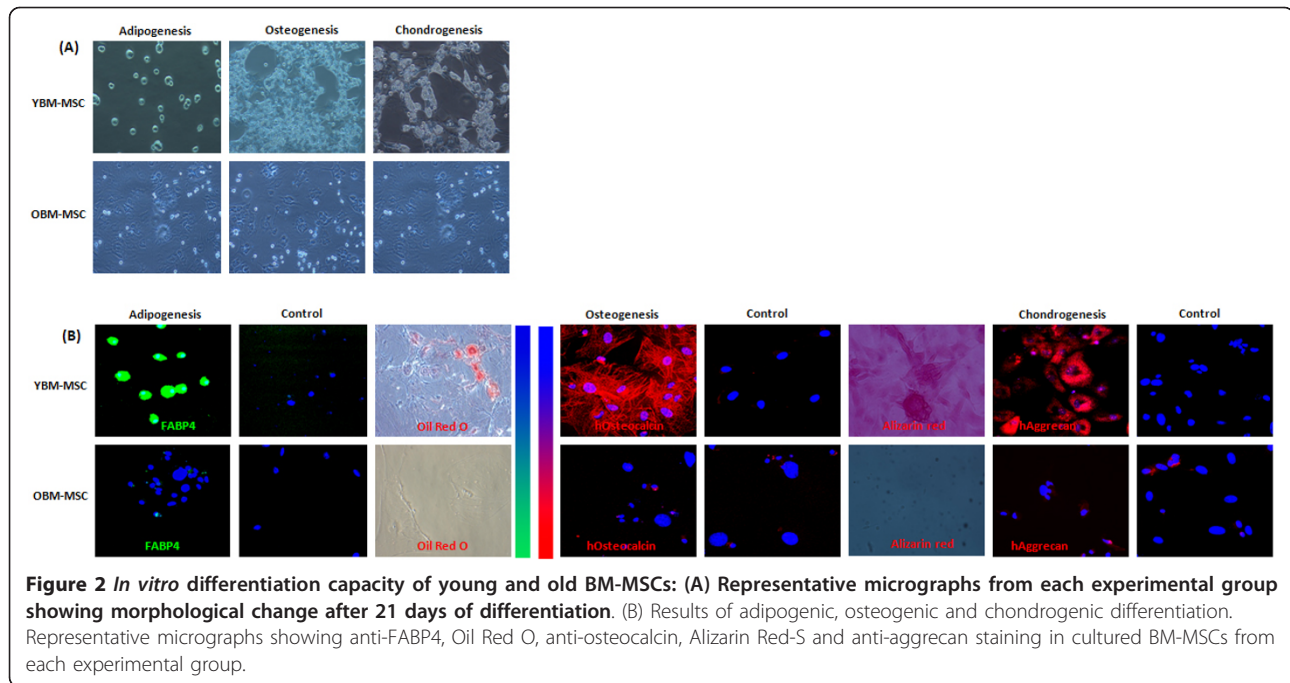 Adipogenesis Osteogenesis Chondrogenesis
(A)
YBM-MSC
OBM-MSC
Adipogenesis Control Osteogenesis Control Chondrogenesis Control
(B)
YBM-MSC
FABP4 Oil Red O hOsteocalcin Alizarin red hAggrecan
OBM-MSC
FABP4 Oil Red O hOsteocalcin Alizarin red hAggrecan
Figure 2 In vitro differentiation capacity of young and old BM-MSCs: (A) Representative micrographs from each experimental group
showing morphological change after 21 days of differentiation. (B) Results of adipogenic, osteogenic and chondrogenic differentiation.
Representative micrographs showing anti-FABP4, Oil Red O, anti-osteocalcin, Alizarin Red-S and anti-aggrecan staining in cultured BM-MSCs from
each experimental group.